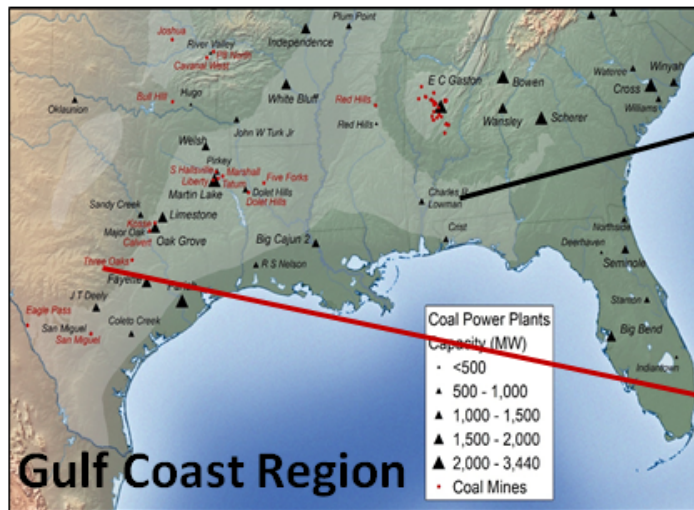 Plum Point
Joshua
Independence
River Valley
P8 North
Cavanal West
E C Gaston
Bowen
Wateree
Winyah
Cross
Williams
Oklaunion
Bull Hill
Hugo
White Bluff
Red Hills
Wansley
Scherer
John W Turk Jr
Red Hills
Welsh
Pirkey
S Hallsville
Marshall
Liberty
Tatum
Five Forks
Martin Lake
Dolet Hills
Dolet Hills
Charles R
Lowman
Sandy Creek
Limestone
Kosse
Major Oak
Calvert
Oak Grove
Big Cajun 2
Crist
Northside
Deerhaven
Seminole
Three Oaks
R S Nelson
Fayette
Parish
J T Deely
Stanton
Eagle Pass
San Miguel
San Miguel
Coleto Creek
Big Bend
Indiantown
Coal Power Plants
Capacity (MW)
<500
500 - 1,000
1,000 - 1,500
1,500 - 2,000
2,000 - 3,440
Coal Mines
Gulf Coast Region